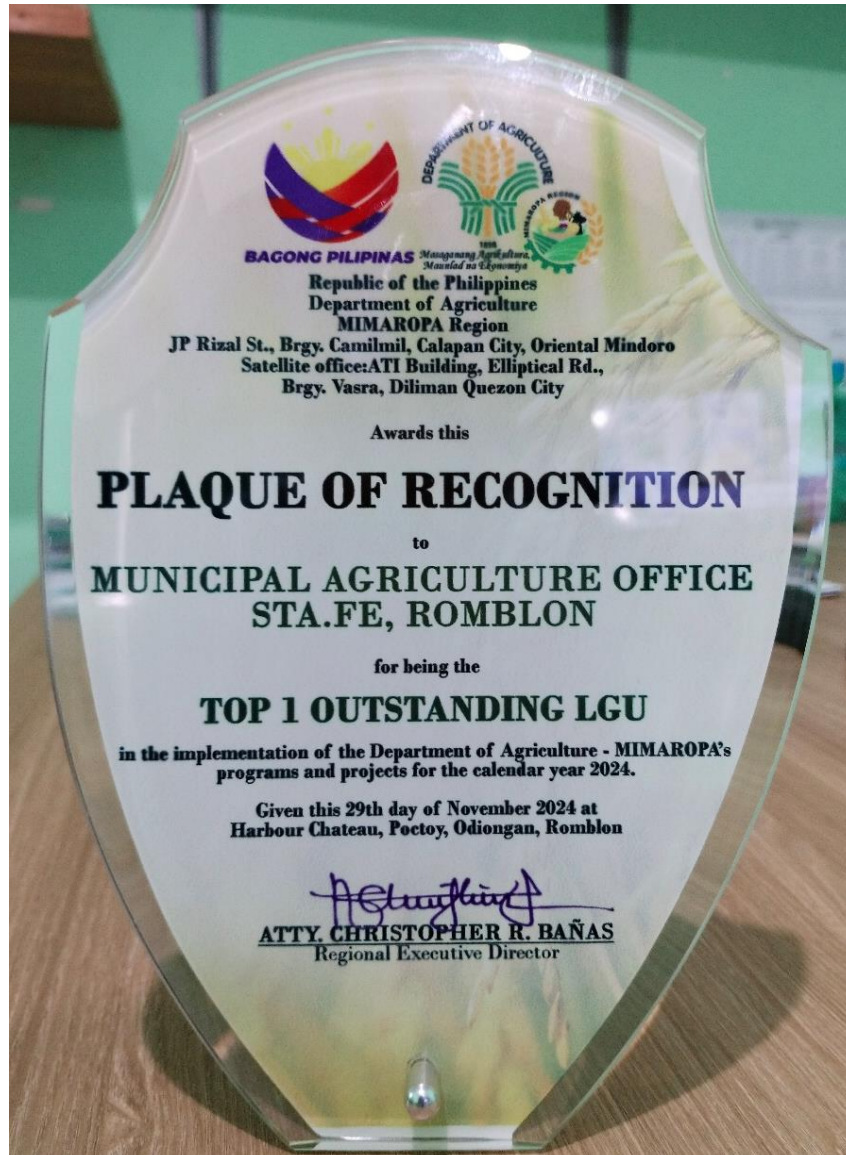 BAGONG PILIPINAS
DEPARTMENT OF AGRICULTURE
1898
Masaganang Agrikultura,
Maunlad na Ekonomiya
MIMAROPA REGION
Republic of the Philippines
Department of Agriculture
MIMAROPA Region
JP Rizal St., Brgy. Camilmil, Calapan City, Oriental Mindoro
Satellite office:ATI Building, Elliptical Rd.,
Brgy. Vasra, Diliman Quezon City
Awards this
PLAQUE OF RECOGNITION
to
MUNICIPAL AGRICULTURE OFFICE
STA.FE, ROMBLON
for being the
TOP 1 OUTSTANDING LGU
in the implementation of the Department of Agriculture - MIMAROPA's
programs and projects for the calendar year 2024.
Given this 29th day of November 2024 at
Harbour Chateau, Poctoy, Odiongan, Romblon
ATTY. CHRISTOPHER R. BAÑAS
Regional Executive Director